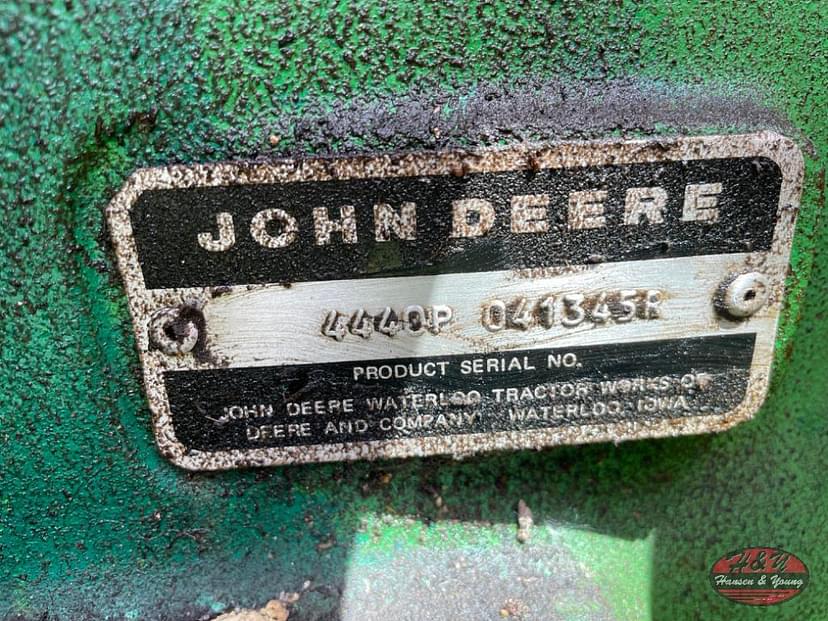 JOHN DEERE
4440P 041345R
PRODUCT SERIAL NO.
JOHN DEERE WATERLOO TRACTOR WORKS OF
DEERE AND COMPANY, WATERLOO, IOWA
H&Y
Hansen & Young